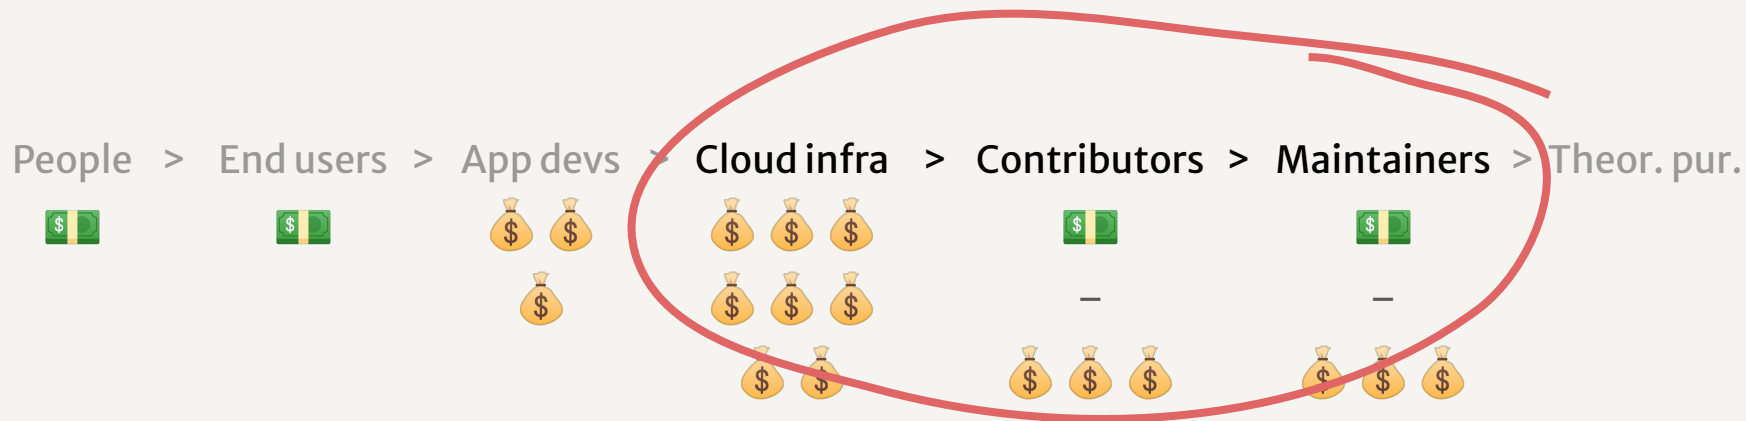 People > End users > App devs > Cloud infra > Contributors > Maintainers > Theor. pur.
💵 💵 💰 💰 💰 💰 💰 💵 💵
💰 💰 💰 💰 – –
💰 💰 💰 💰 💰 💰 💰 💰